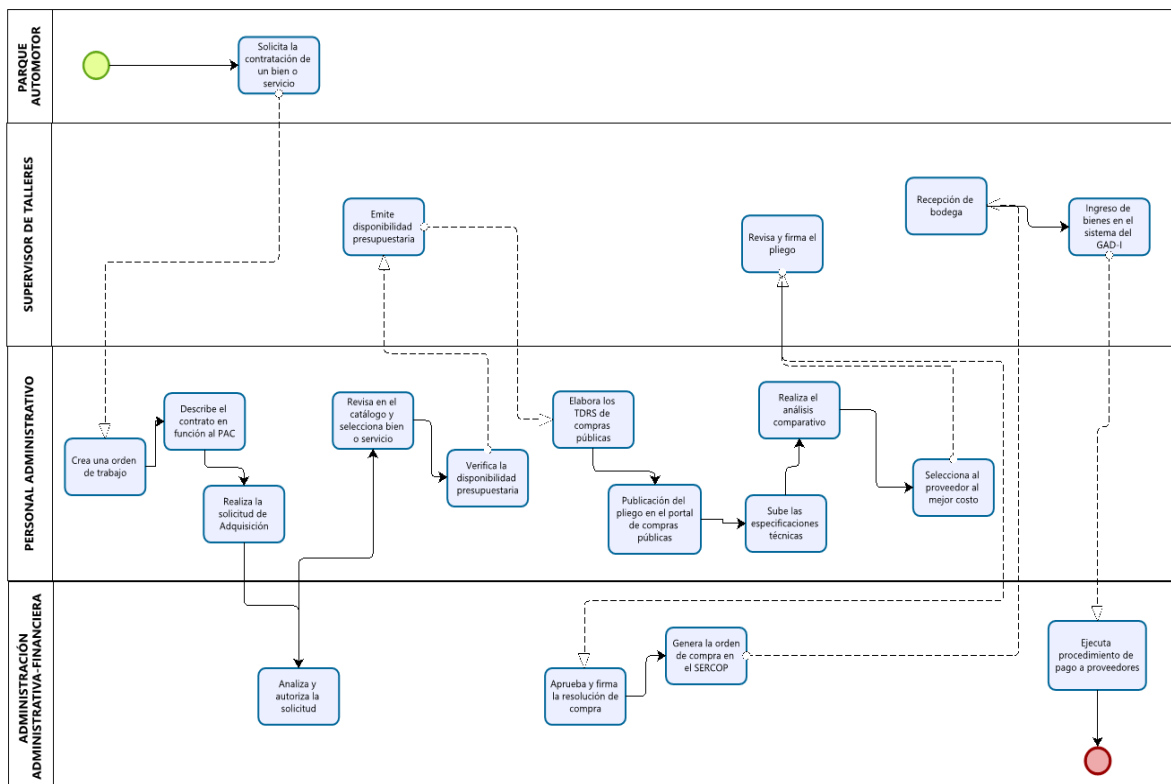 PARQUE
AUTOMOTOR
Solicita la
contratación de
un bien o
servicio
SUPERVISOR DE TALLERES
Emite
disponibilidad
presupuestaria
Revisa y firma el
pliego
Recepción de
bodega
Ingreso de
bienes en el
sistema del
GAD-I
PERSONAL ADMINISTRATIVO
Crea una orden
de trabajo
Describe el
contrato en
función al PAC
Realiza la
solicitud de
Adquisición
Revisa en el
catálogo y
selecciona bien
o servicio
Verifica la
disponibilidad
presupuestaria
Elabora los
TDRS de
compras
públicas
Publicación del
pliego en el portal
de compras
públicas
Sube las
especificaciones
técnicas
Realiza el
análisis
comparativo
Selecciona al
proveedor al
mejor costo
ADMINISTRACIÓN
ADMINISTRATIVA-FINANCIERA
Analiza y
autoriza la
solicitud
Aprueba y firma
la resolución de
compra
Genera la orden
de compra en
el SERCOP
Ejecuta
procedimiento de
pago a proveedores